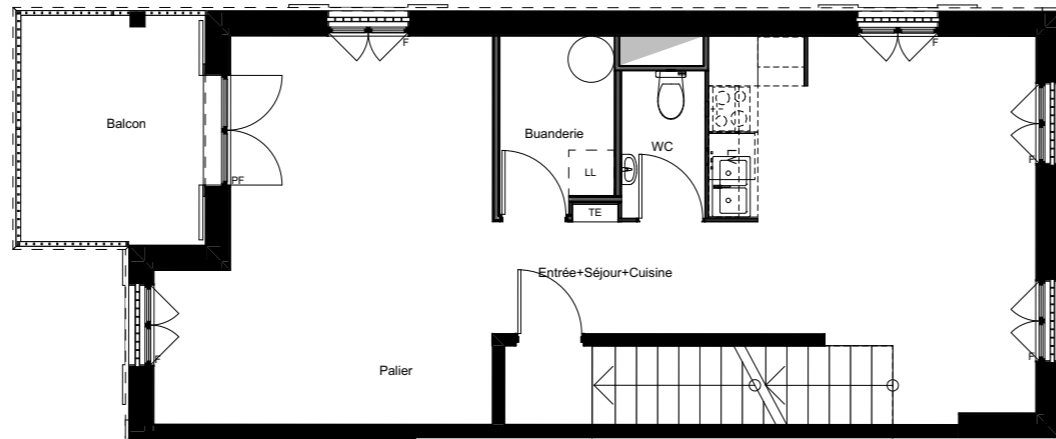 F
F
Balcon
Buanderie
WC
LL
PF
TE
F
Entrée+Séjour+Cuisine
F
F
Palier